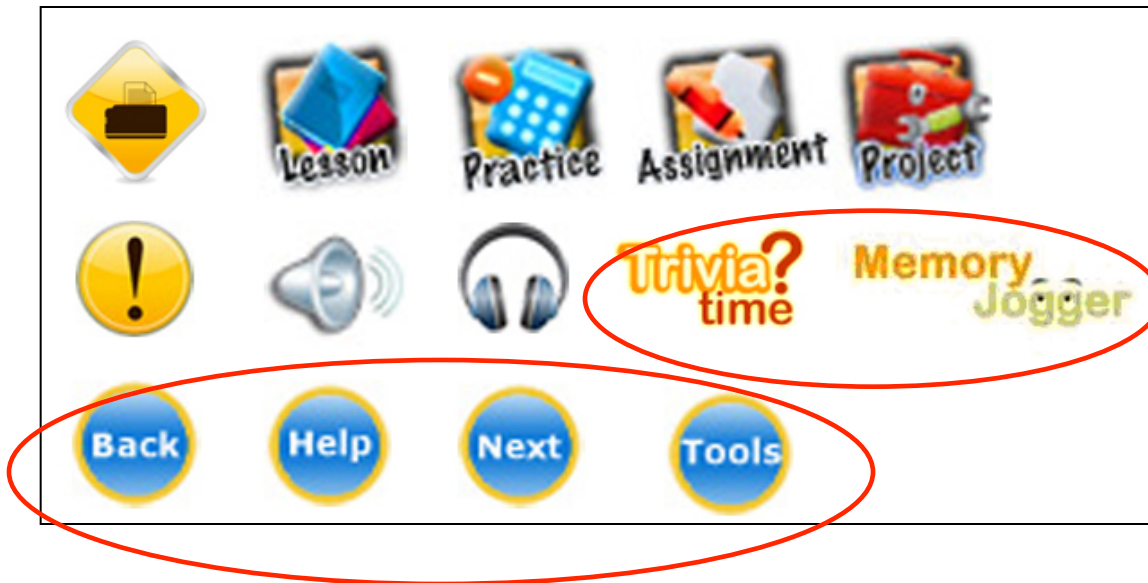 Lesson
Practice
Assignment
Project
Trivia?
time
Memory
Jogger
Back
Help
Next
Tools